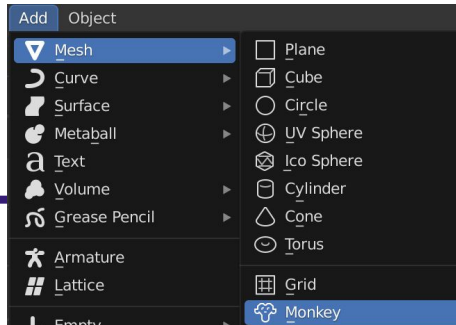 Add Object
Mesh
Curve
Surface
Metaball
Text
Volume
Grease Pencil
Armature
Lattice
Empty
Plane
Cube
Circle
UV Sphere
Ico Sphere
Cylinder
Cone
Torus
Grid
Monkey